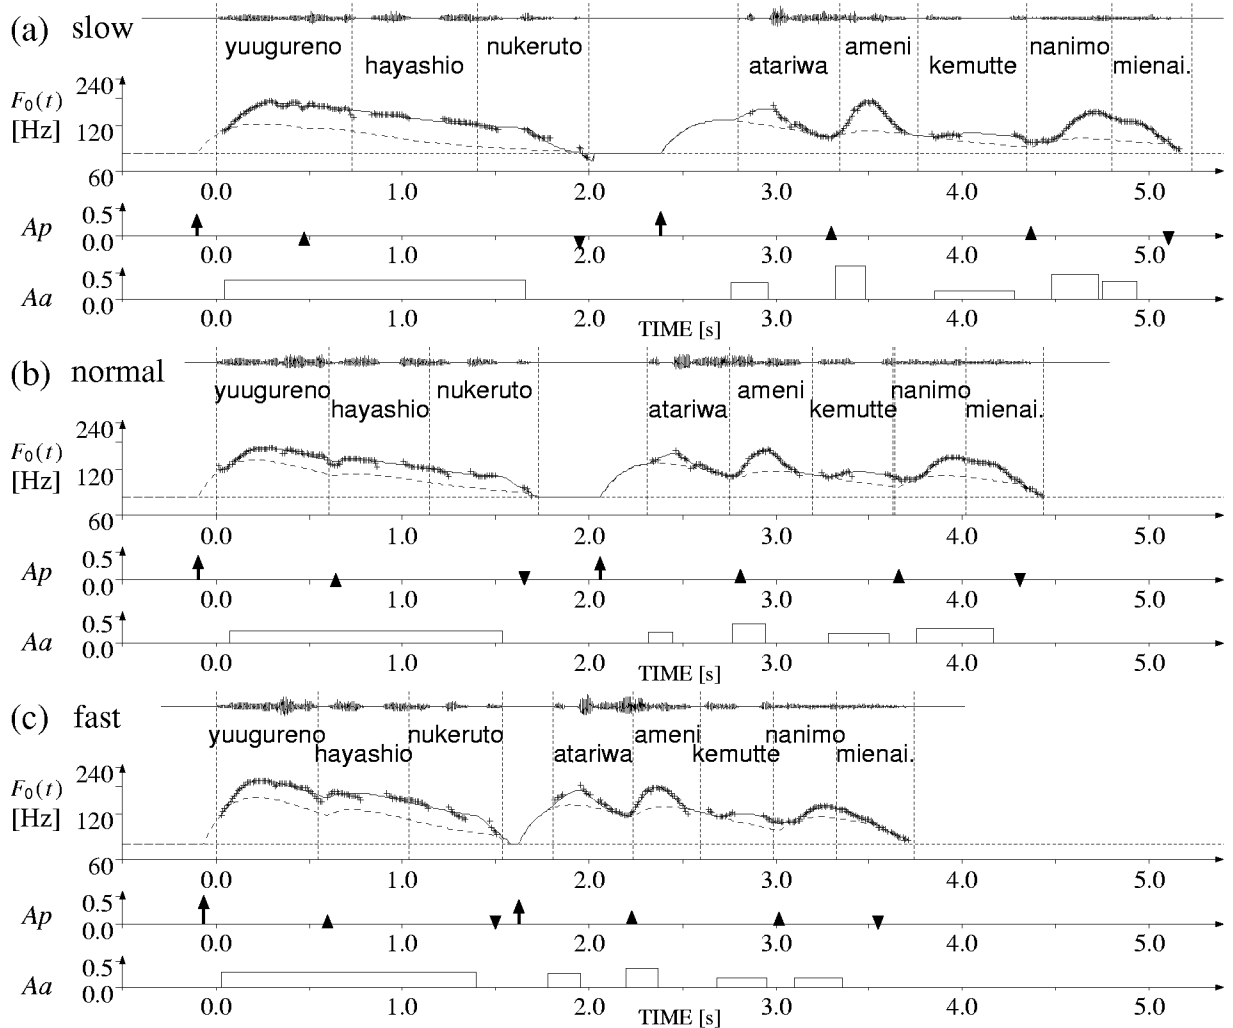 (a) slow
yuugureno nukeruto ameni nanimo
hayashio atariwa kemutte mienai.
240
F₀(t)
120
[Hz]
60
0.0 1.0 2.0 3.0 4.0 5.0
0.5
Ap
0.0
0.0 1.0 2.0 3.0 4.0 5.0
0.5
Aa
0.0
0.0 1.0 2.0 3.0 4.0 5.0
TIME [s]
(b) normal
yuugureno nukeruto ameni nanimo
hayashio atariwa kemutte mienai.
240
F₀(t)
120
[Hz]
60
0.0 1.0 2.0 3.0 4.0 5.0
0.5
Ap
0.0
0.0 1.0 2.0 3.0 4.0 5.0
0.5
Aa
0.0
0.0 1.0 2.0 3.0 4.0 5.0
TIME [s]
(c) fast
yuugureno nukeruto ameni nanimo
hayashio atariwa kemutte mienai.
240
F₀(t)
120
[Hz]
60
0.0 1.0 2.0 3.0 4.0 5.0
0.5
Ap
0.0
0.0 1.0 2.0 3.0 4.0 5.0
0.5
Aa
0.0
0.0 1.0 2.0 3.0 4.0 5.0
TIME [s]